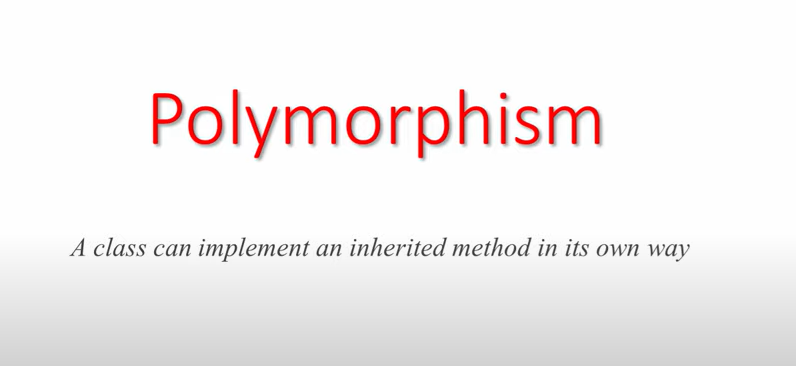 Polymorphism
A class can implement an inherited method in its own way